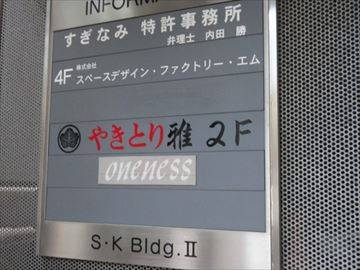 INFORMA
すぎなみ 特許事務所
弁理士 内田 勝
4F 株式会社 スペースデザイン・ファクトリー・エム
やきとり雅 2F
oneness
S・K Bldg.Ⅱ